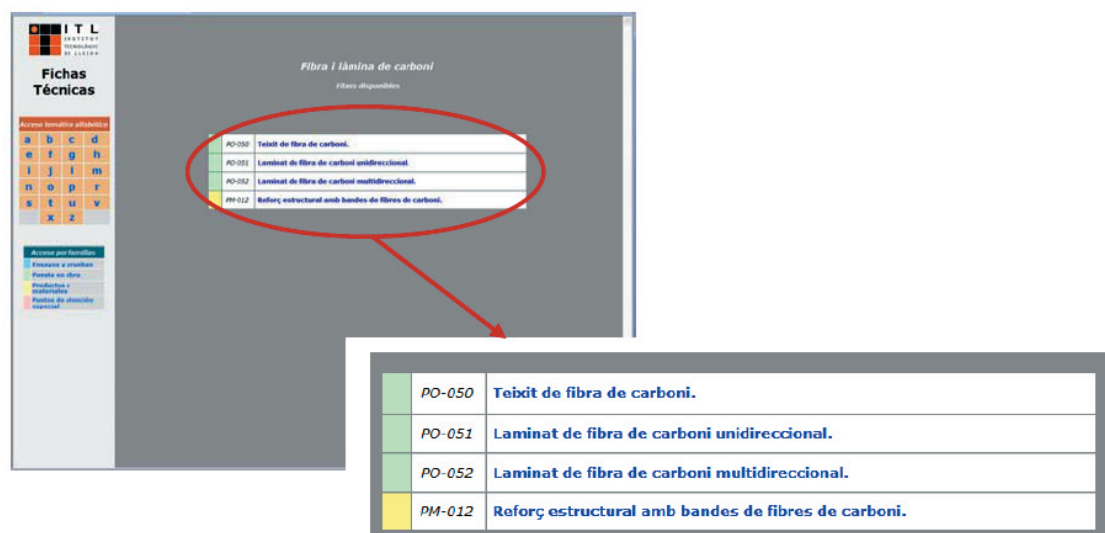 I T L
INSTITUT
TECNOLÒGIC
DE LLEIDA
Fichas
Técnicas
Acceso temático alfabético
a b c d
e f g h
i j l m
n o p r
s t u v
x z
Acceso por familias
Ensayos y pruebas
Puesta en obra
Productos y
materiales
Puntos de atención
especial
Fibra i làmina de carboni
Fitxes disponibles
PO-050 Teixit de fibra de carboni.
PO-051 Laminat de fibra de carboni unidireccional.
PO-052 Laminat de fibra de carboni multidireccional.
PM-012 Reforç estructural amb bandes de fibres de carboni.
PO-050 Teixit de fibra de carboni.
PO-051 Laminat de fibra de carboni unidireccional.
PO-052 Laminat de fibra de carboni multidireccional.
PM-012 Reforç estructural amb bandes de fibres de carboni.